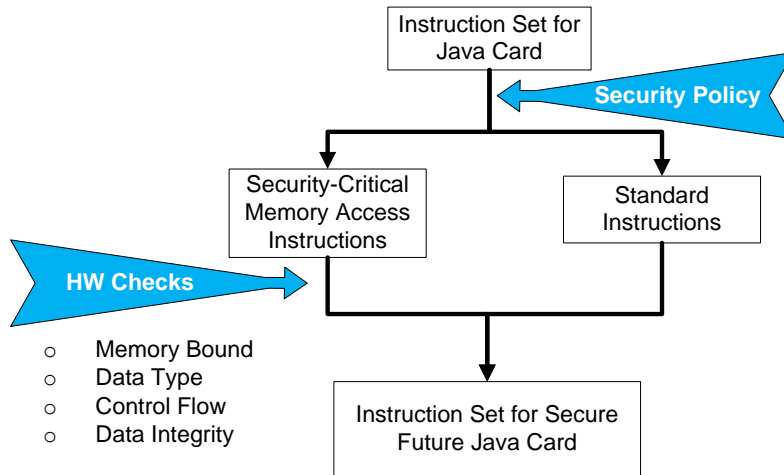 Instruction Set for
Java Card
Security Policy
Security-Critical
Memory Access
Instructions
Standard
Instructions
HW Checks
o Memory Bound
o Data Type
o Control Flow
o Data Integrity
Instruction Set for Secure
Future Java Card